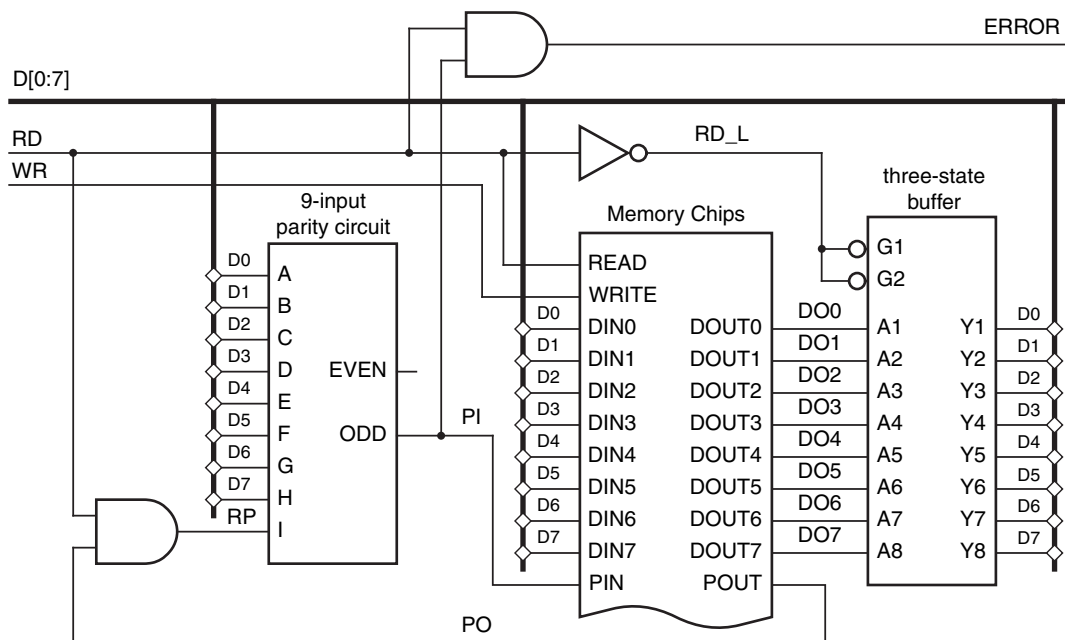 ERROR
D[0:7]
RD
WR
RD_L
9-input
parity circuit
D0
D1
D2
D3
D4
D5
D6
D7
RP
A
B
C
D
E
F
G
H
I
EVEN
ODD
PI
Memory Chips
D0
D1
D2
D3
D4
D5
D6
D7
READ
WRITE
DIN0
DIN1
DIN2
DIN3
DIN4
DIN5
DIN6
DIN7
PIN
DOUT0
DOUT1
DOUT2
DOUT3
DOUT4
DOUT5
DOUT6
DOUT7
POUT
DO0
DO1
DO2
DO3
DO4
DO5
DO6
DO7
three-state
buffer
G1
G2
A1
A2
A3
A4
A5
A6
A7
A8
Y1
Y2
Y3
Y4
Y5
Y6
Y7
Y8
D0
D1
D2
D3
D4
D5
D6
D7
PO